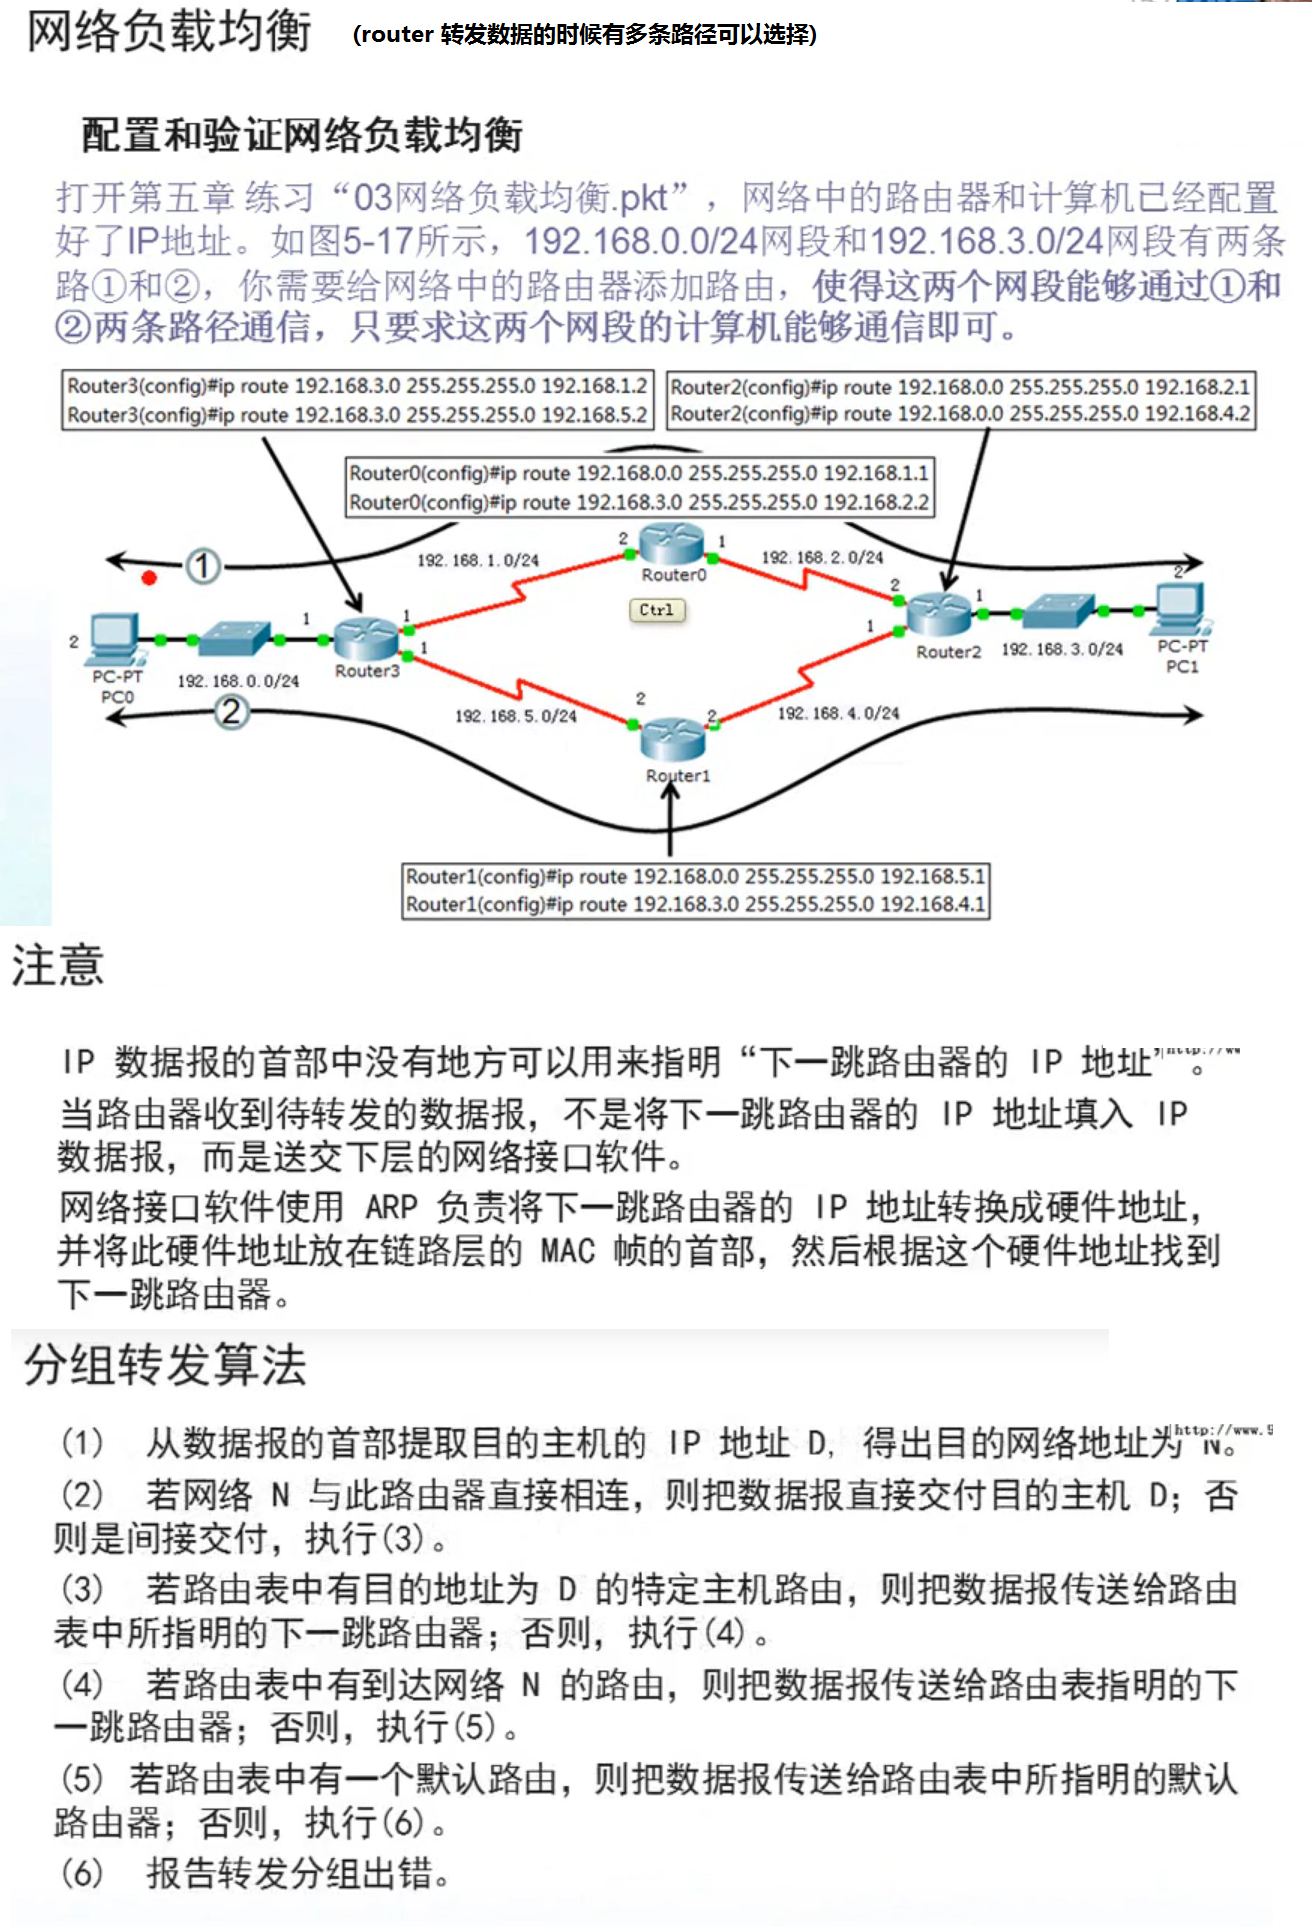 网络负载均衡 (router 转发数据的时候有多条路径可以选择)
配置和验证网络负载均衡
打开第五章 练习“03网络负载均衡.pkt”，网络中的路由器和计算机已经配置
好了IP地址。如图5-17所示，192.168.0.0/24网段和192.168.3.0/24网段有两条
路①和②，你需要给网络中的路由器添加路由，使得这两个网段能够通过①和
②两条路径通信，只要求这两个网段的计算机能够通信即可。
Router3(config)#ip route 192.168.3.0 255.255.255.0 192.168.1.2
Router3(config)#ip route 192.168.3.0 255.255.255.0 192.168.5.2
Router2(config)#ip route 192.168.0.0 255.255.255.0 192.168.2.1
Router2(config)#ip route 192.168.0.0 255.255.255.0 192.168.4.2
Router0(config)#ip route 192.168.0.0 255.255.255.0 192.168.1.1
Router0(config)#ip route 192.168.3.0 255.255.255.0 192.168.2.2
①
192.168.1.0/24
2
1
Router0
192.168.2.0/24
Ctrl
2
PC-PT
PC0
192.168.0.0/24
1
1
1
Router3
2
1
1
Router2
192.168.3.0/24
2
PC-PT
PC1
②
192.168.5.0/24
2
2
Router1
192.168.4.0/24
Router1(config)#ip route 192.168.0.0 255.255.255.0 192.168.5.1
Router1(config)#ip route 192.168.3.0 255.255.255.0 192.168.4.1
注意
IP 数据报的首部中没有地方可以用来指明“下一跳路由器的 IP 地址”。
http://ww
当路由器收到待转发的数据报，不是将下一跳路由器的 IP 地址填入 IP
数据报，而是送交下层的网络接口软件。
网络接口软件使用 ARP 负责将下一跳路由器的 IP 地址转换成硬件地址，
并将此硬件地址放在链路层的 MAC 帧的首部，然后根据这个硬件地址找到
下一跳路由器。
分组转发算法
http://www.9
(1) 从数据报的首部提取目的主机的 IP 地址 D, 得出目的网络地址为 N。
(2) 若网络 N 与此路由器直接相连，则把数据报直接交付目的主机 D；否
则是间接交付，执行(3)。
(3) 若路由表中有目的地址为 D 的特定主机路由，则把数据报传送给路由
表中所指明的下一跳路由器；否则，执行(4)。
(4) 若路由表中有到达网络 N 的路由，则把数据报传送给路由表指明的下
一跳路由器；否则，执行(5)。
(5) 若路由表中有一个默认路由，则把数据报传送给路由表中所指明的默认
路由器；否则，执行(6)。
(6) 报告转发分组出错。